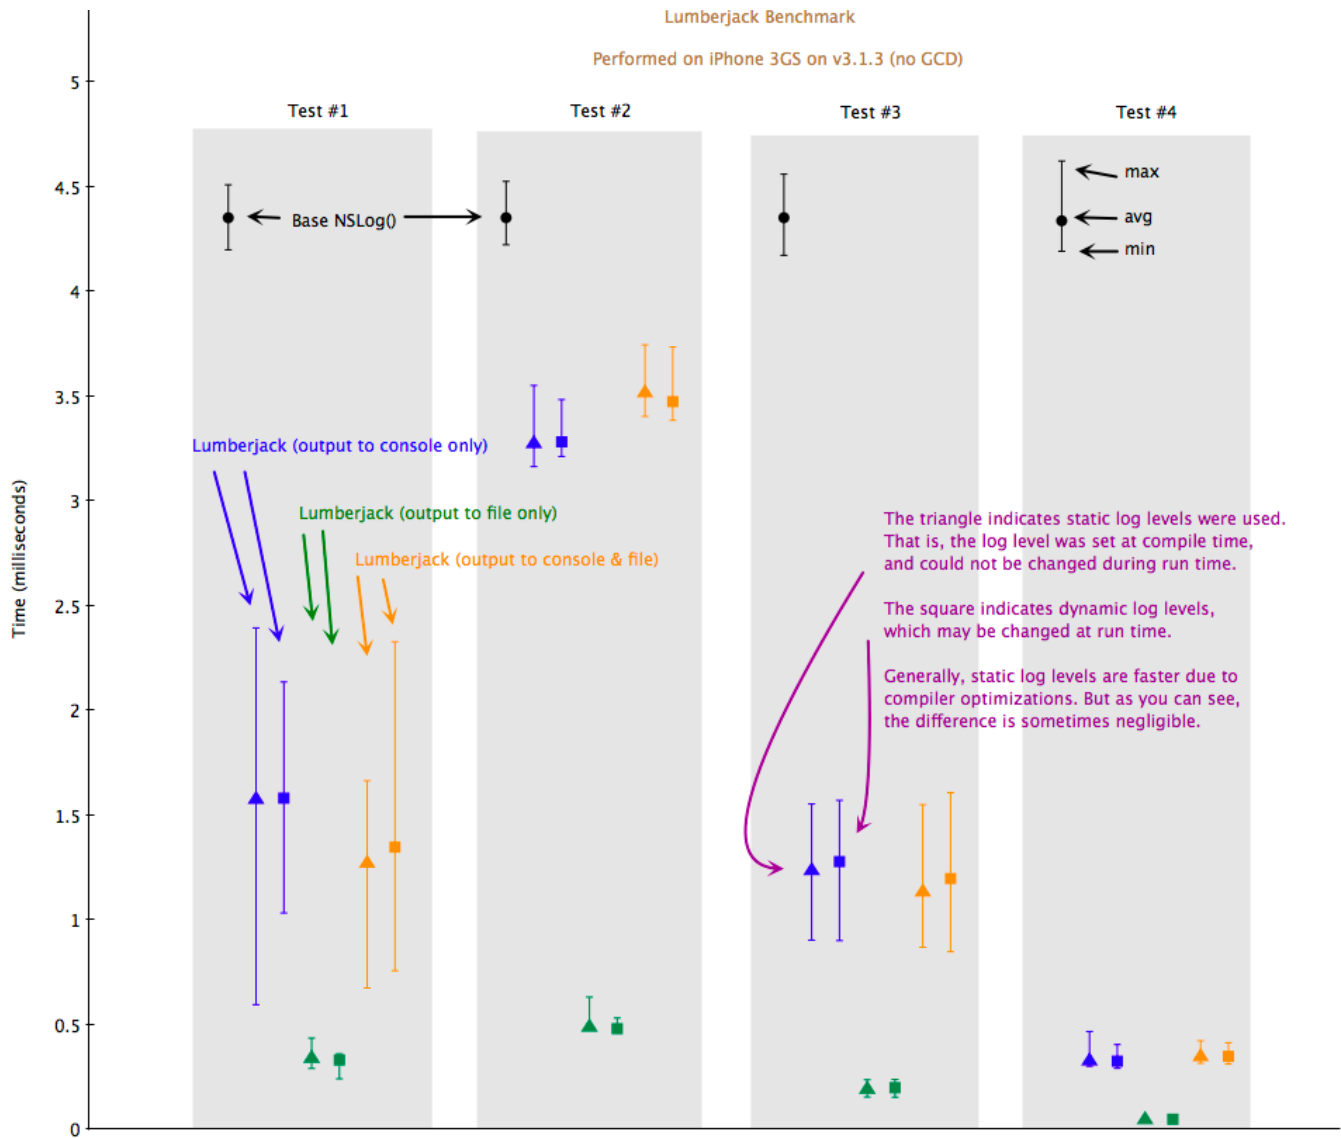 Lumberjack Benchmark
Performed on iPhone 3GS on v3.1.3 (no GCD)
5
Test #1
Test #2
Test #3
Test #4
4.5
max
Base NSLog()
avg
min
4
3.5
Lumberjack (output to console only)
3
Lumberjack (output to file only)
Lumberjack (output to console & file)
Time (milliseconds)
The triangle indicates static log levels were used.
That is, the log level was set at compile time,
and could not be changed during run time.
The square indicates dynamic log levels,
which may be changed at run time.
Generally, static log levels are faster due to
compiler optimizations. But as you can see,
the difference is sometimes negligible.
2.5
2
1.5
1
0.5
0